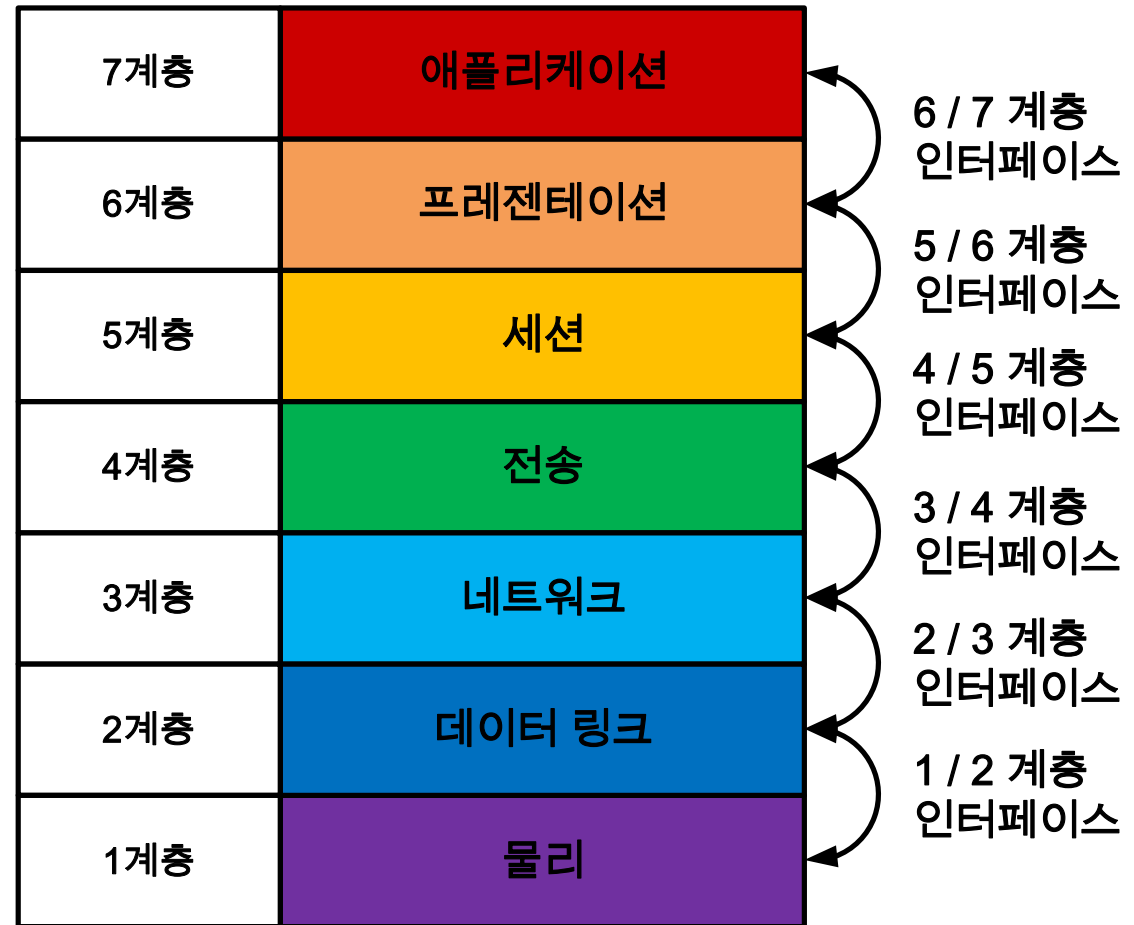 7계층 애플리케이션
6 / 7 계층
인터페이스
6계층 프레젠테이션
5 / 6 계층
인터페이스
5계층 세션
4 / 5 계층
인터페이스
4계층 전송
3 / 4 계층
인터페이스
3계층 네트워크
2 / 3 계층
인터페이스
2계층 데이터 링크
1 / 2 계층
인터페이스
1계층 물리